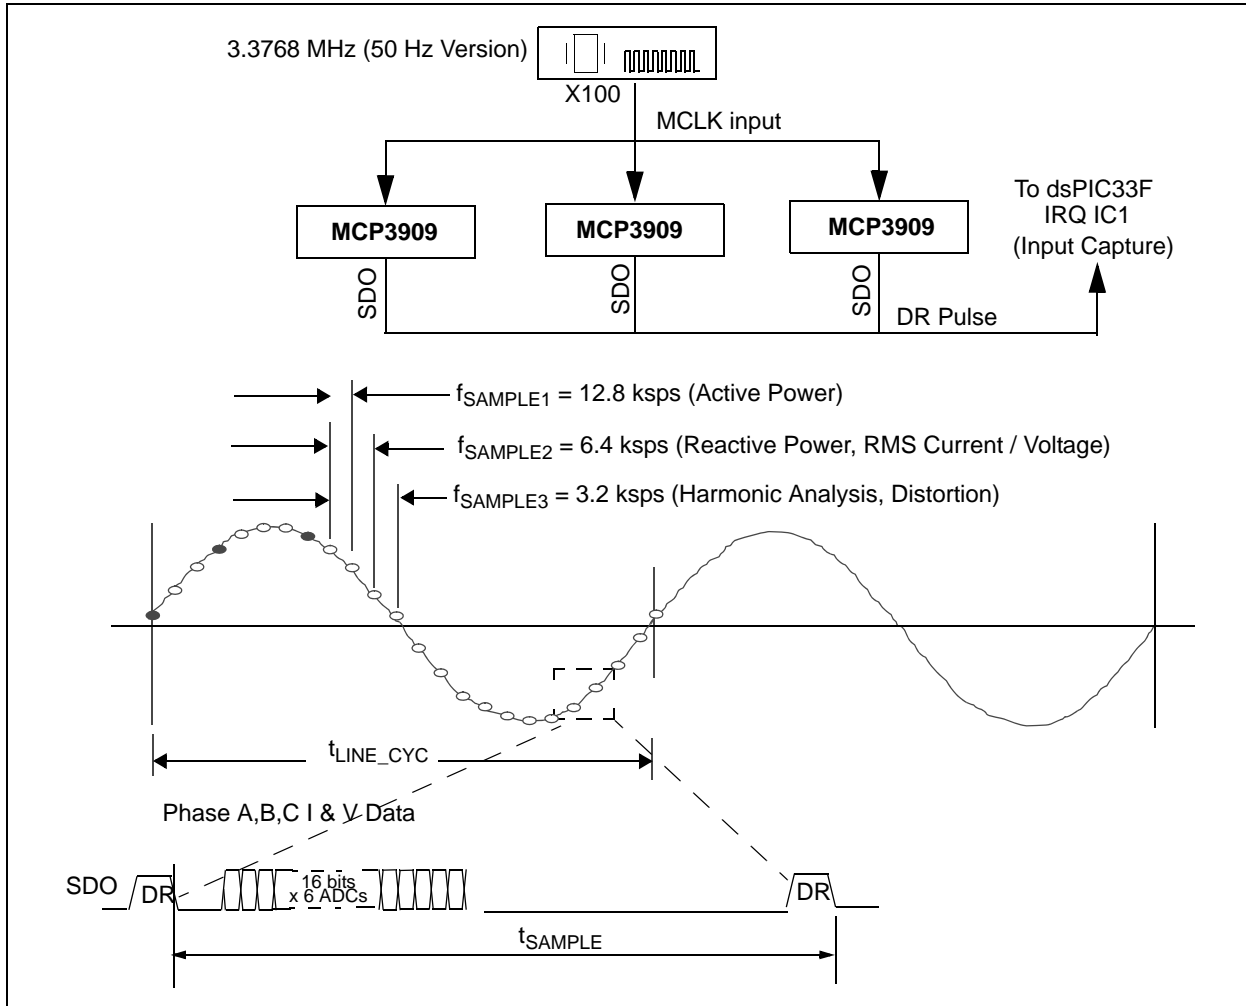 3.3768 MHz (50 Hz Version)
X100
MCLK input
MCP3909
MCP3909
MCP3909
To dsPIC33F
IRQ IC1
(Input Capture)
SDO
SDO
SDO
DR Pulse
fSAMPLE1 = 12.8 ksps (Active Power)
fSAMPLE2 = 6.4 ksps (Reactive Power, RMS Current / Voltage)
fSAMPLE3 = 3.2 ksps (Harmonic Analysis, Distortion)
tLINE_CYC
Phase A,B,C I & V Data
SDO
DR
16 bits
x 6 ADCs
DR
tSAMPLE